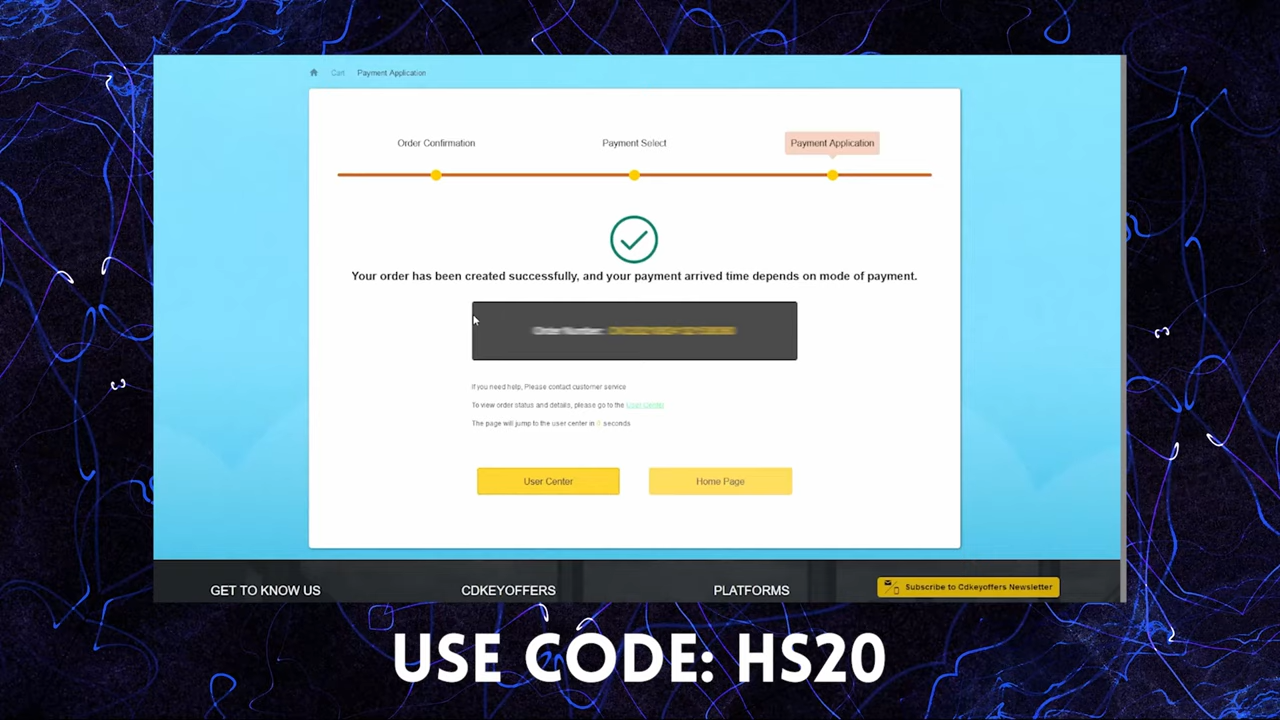 Cart Payment Application
Order Confirmation Payment Select Payment Application
Your order has been created successfully, and your payment arrived time depends on mode of payment.
If you need help, Please contact customer service
To view order status and details, please go to the User Center
The page will jump to the user center in 0 seconds
User Center Home Page
GET TO KNOW US CDKEYOFFERS PLATFORMS Subscribe to Cdkeyoffers Newsletter
USE CODE: HS20